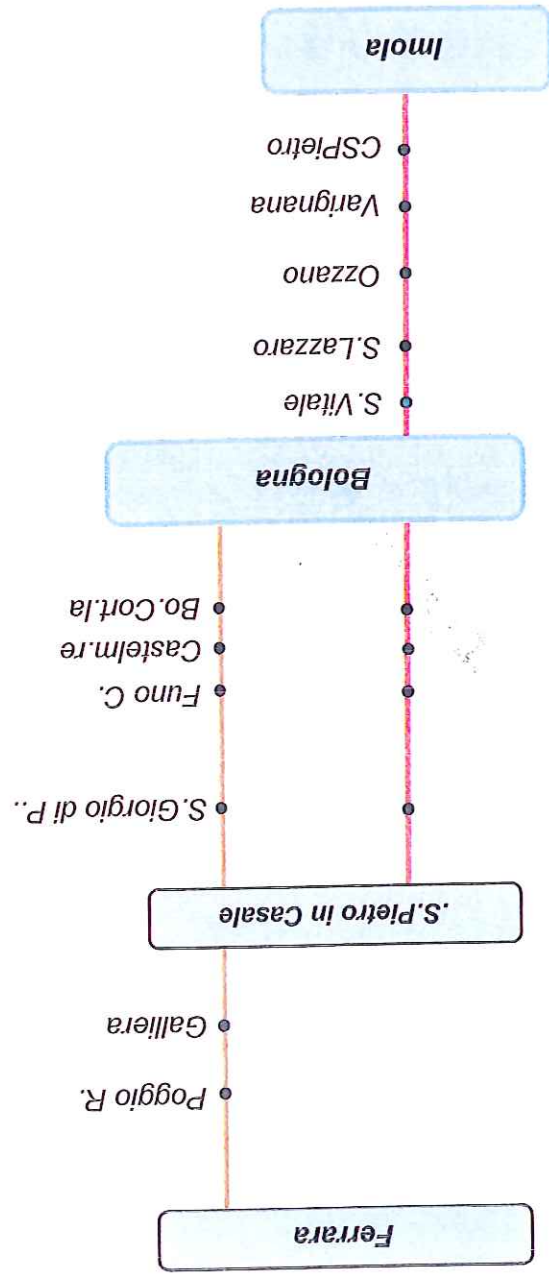 Ferrara
Poggio R.
Galliera
.S.Pietro in Casale
S.Giorgio di P..
Funo C.
Castelm.re
Bo.Cort.la
Bologna
S.Vitale
S.Lazzaro
Ozzano
Varignana
CSPietro
Imola